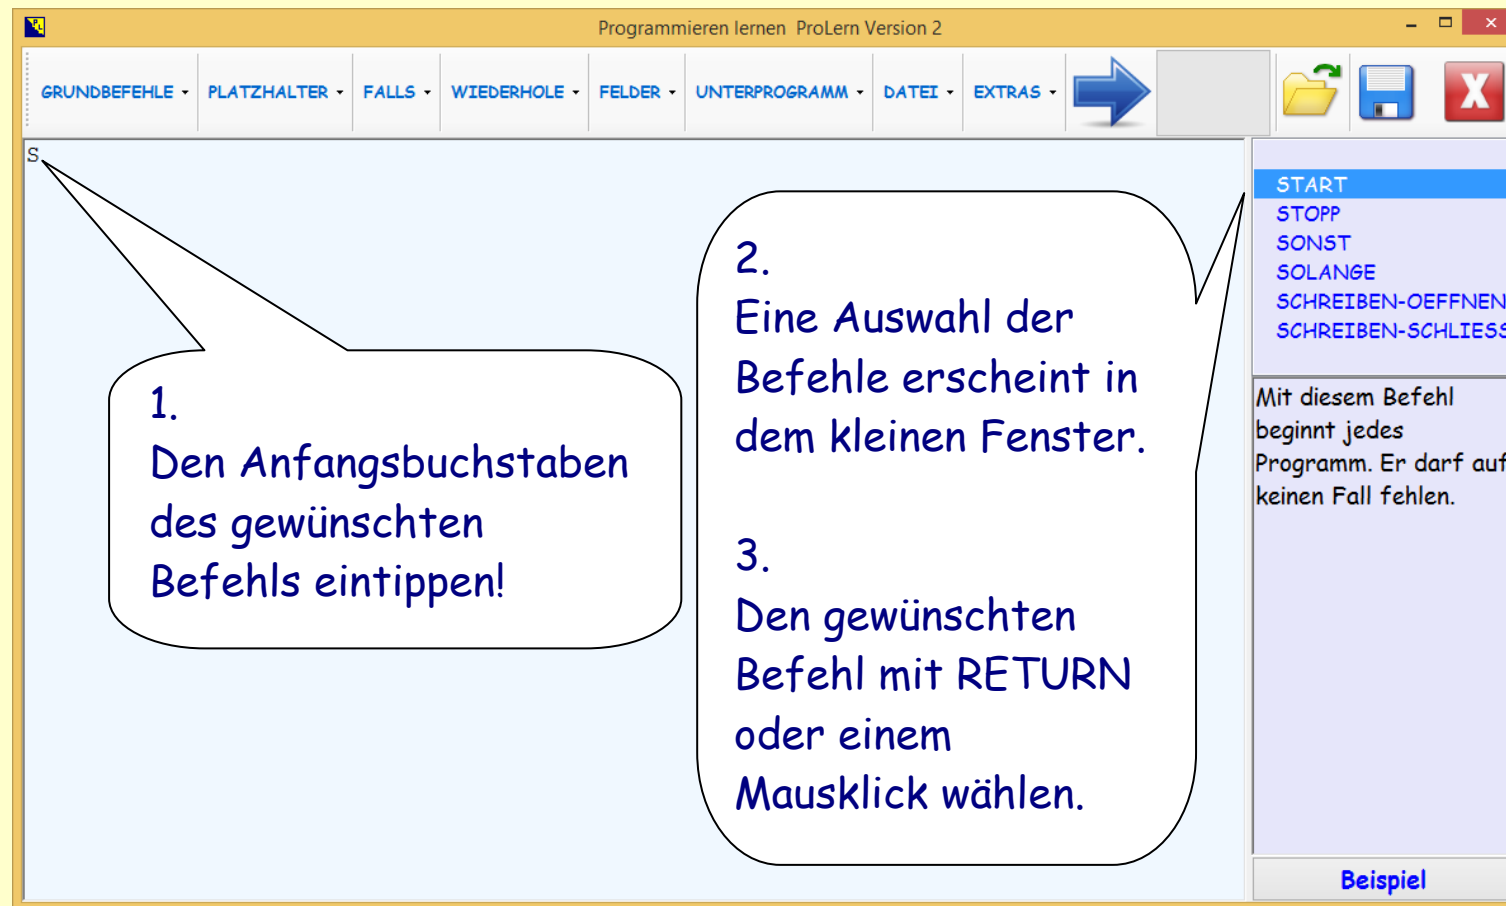 Programmieren lernen ProLern Version 2
GRUNDBEFEHLE PLATZHALTER FALLS WIEDERHOLE FELDER UNTERPROGRAMM DATEI EXTRAS
S
START
STOPP
SONST
SOLANGE
SCHREIBEN-OEFFNEN
SCHREIBEN-SCHLIESS
Mit diesem Befehl
beginnt jedes
Programm. Er darf auf
keinen Fall fehlen.
Beispiel
1.
Den Anfangsbuchstaben
des gewünschten
Befehls eintippen!
2.
Eine Auswahl der
Befehle erscheint in
dem kleinen Fenster.
3.
Den gewünschten
Befehl mit RETURN
oder einem
Mausklick wählen.